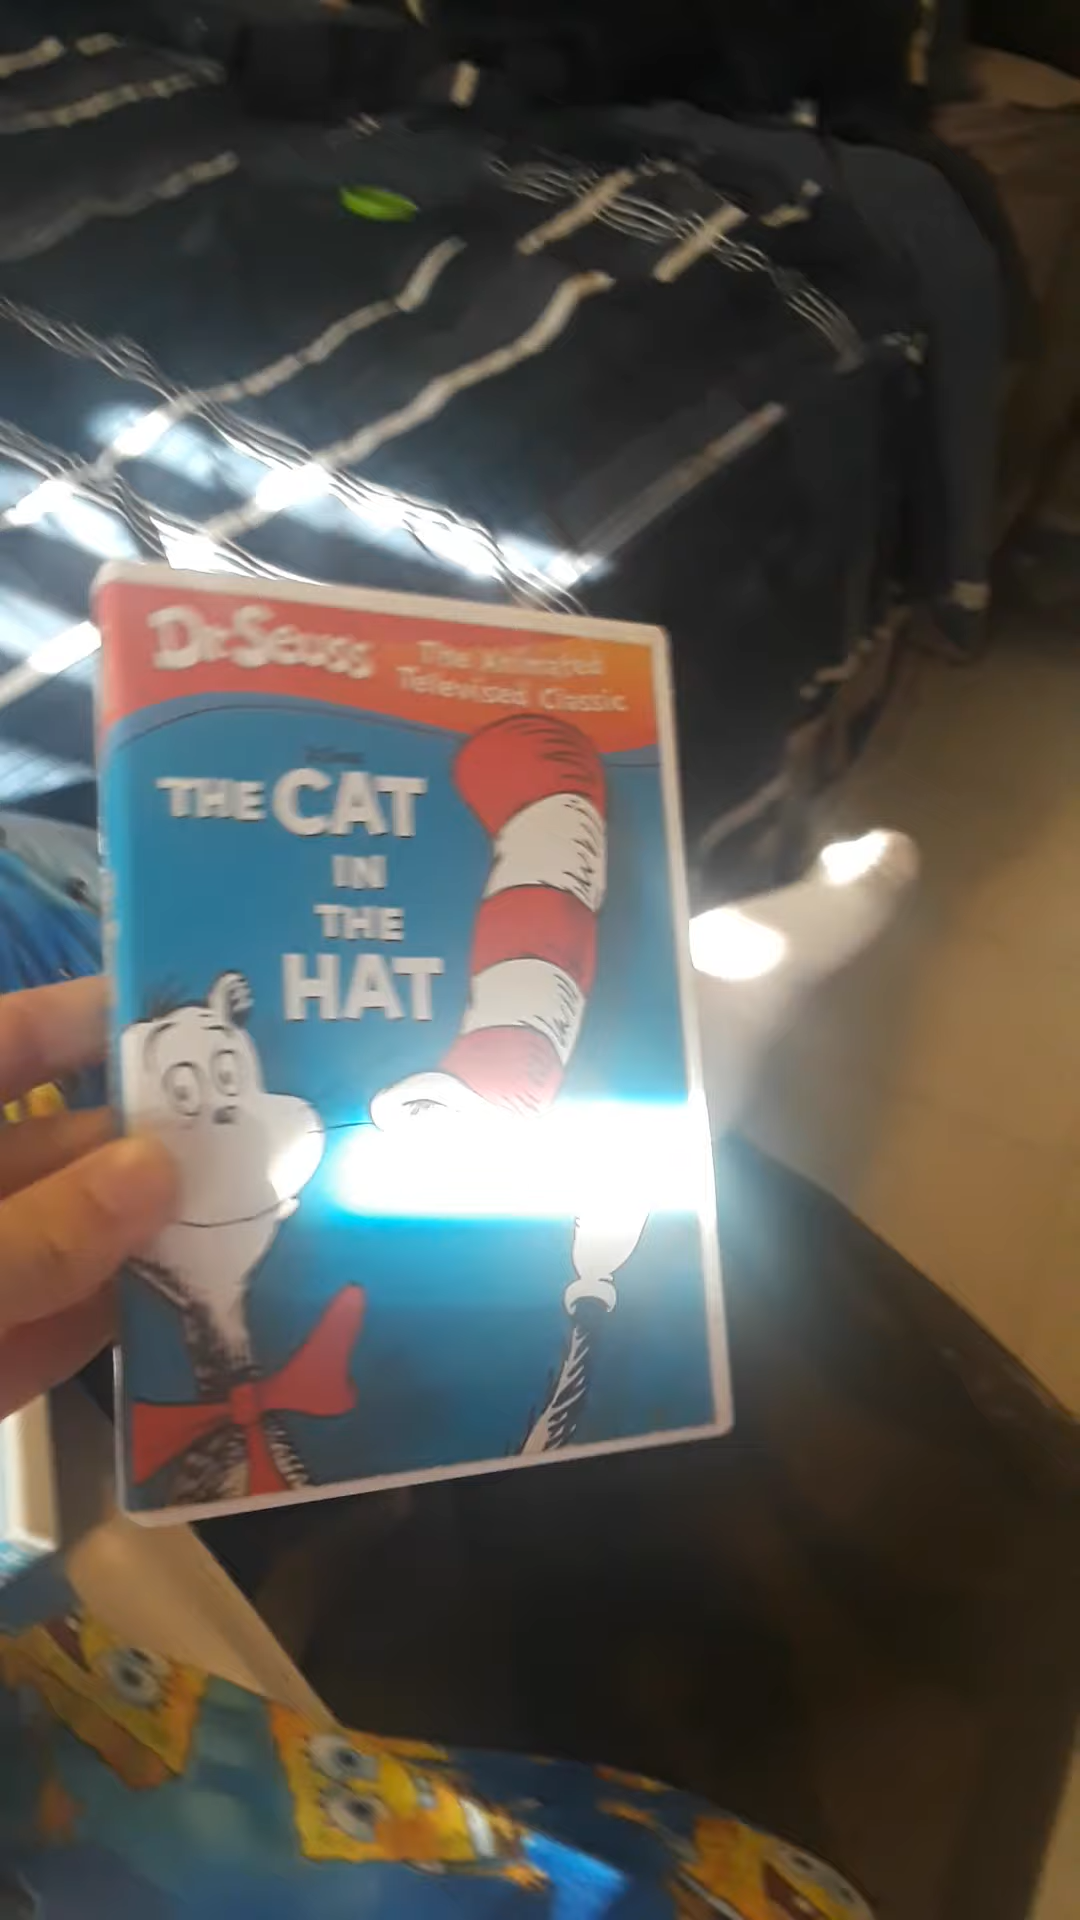 Dr. Seuss
The Animated
Televised Classic
THE CAT
IN
THE
HAT